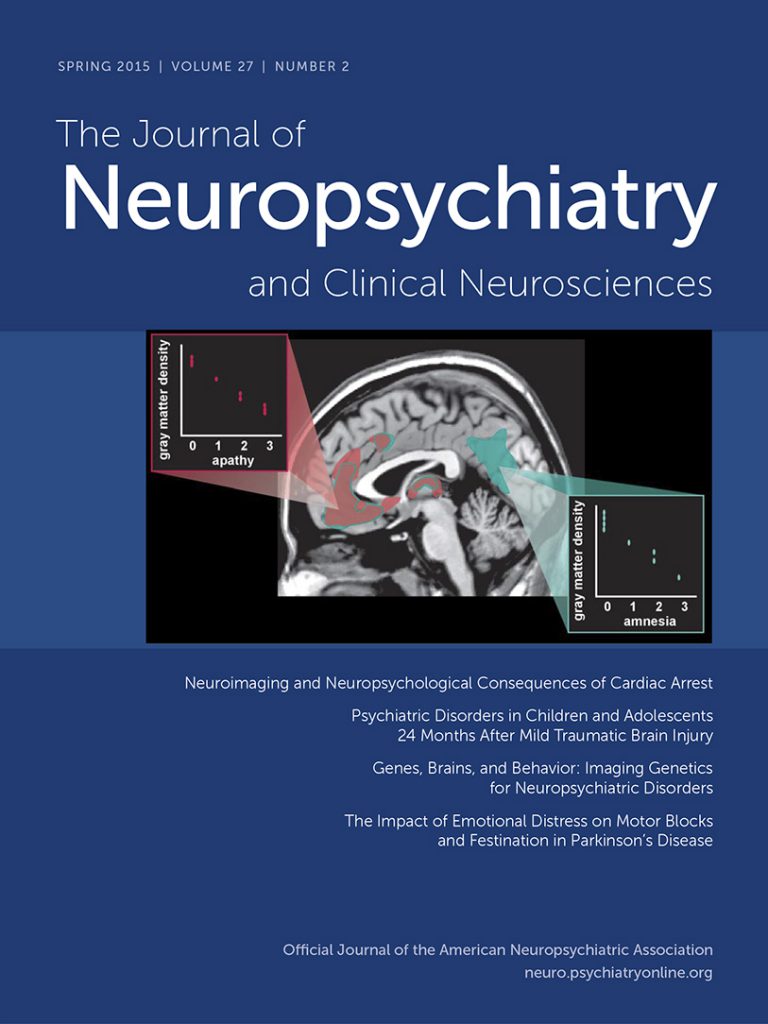 SPRING 2015 | VOLUME 27 | NUMBER 2
The Journal of
Neuropsychiatry
and Clinical Neurosciences
gray matter density
0 1 2 3
apathy
gray matter density
0 1 2 3
amnesia
Neuroimaging and Neuropsychological Consequences of Cardiac Arrest
Psychiatric Disorders in Children and Adolescents
24 Months After Mild Traumatic Brain Injury
Genes, Brains, and Behavior: Imaging Genetics
for Neuropsychiatric Disorders
The Impact of Emotional Distress on Motor Blocks
and Festination in Parkinson’s Disease
Official Journal of the American Neuropsychiatric Association
neuro.psychiatryonline.org